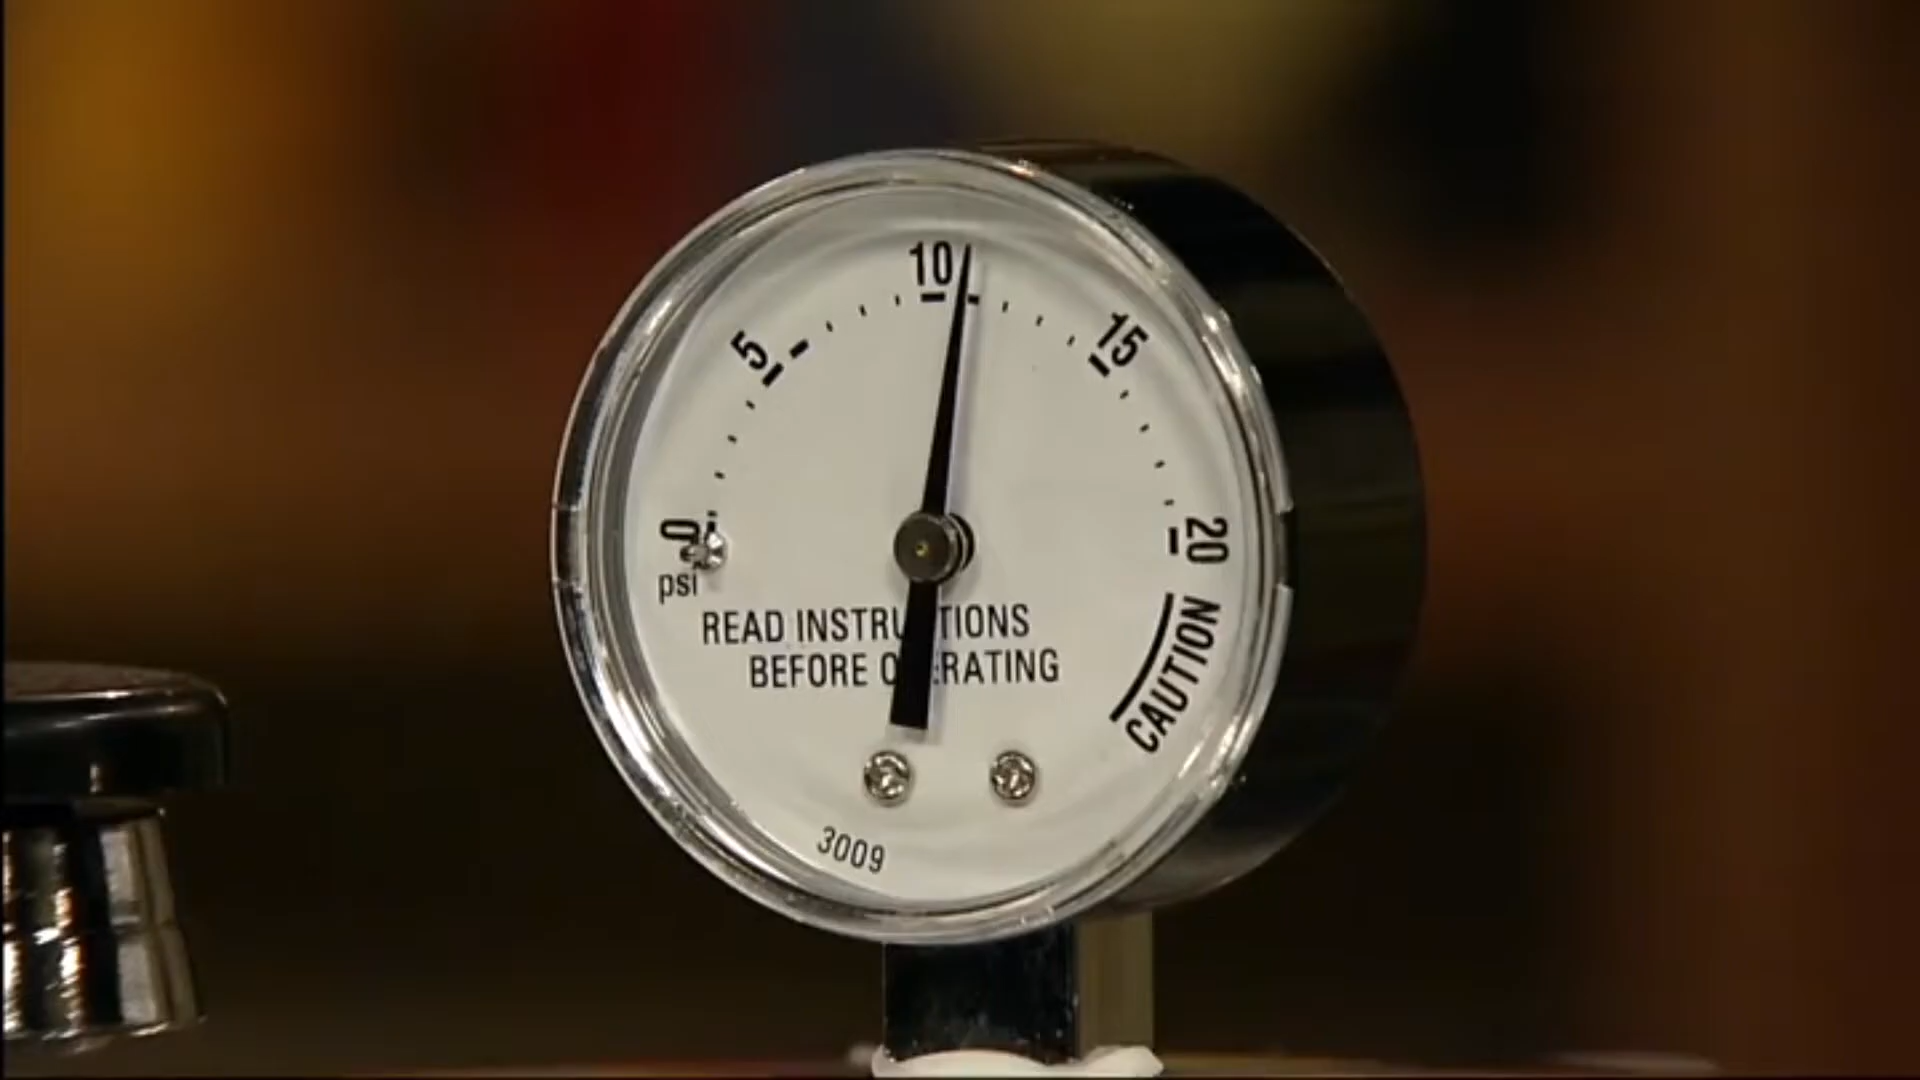 10
5
15
0
20
psi
READ INSTRUCTIONS
BEFORE OPERATING
CAUTION
3009